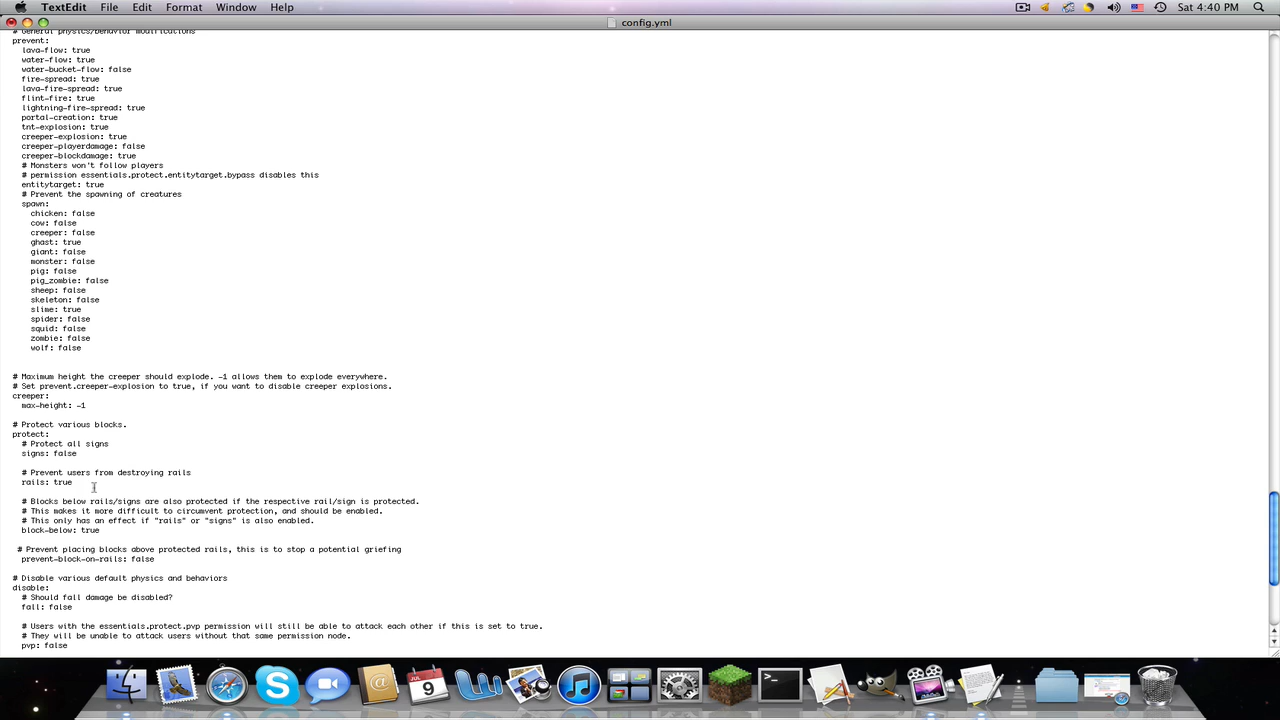 TextEdit File Edit Format Window Help Sat 4:40 PM
config.yml
# General physics/behavior modifications
prevent:
lava-flow: true
water-flow: true
water-bucket-flow: false
fire-spread: true
lava-fire-spread: true
flint-fire: true
lightning-fire-spread: true
portal-creation: true
tnt-explosion: true
creeper-explosion: true
creeper-playerdamage: false
creeper-blockdamage: true
# Monsters won't follow players
# permission essentials.protect.entitytarget.bypass disables this
entitytarget: true
# Prevent the spawning of creatures
spawn:
chicken: false
cow: false
creeper: false
ghast: true
giant: false
monster: false
pig: false
pig_zombie: false
sheep: false
skeleton: false
slime: true
spider: false
squid: false
zombie: false
wolf: false
# Maximum height the creeper should explode. -1 allows them to explode everywhere.
# Set prevent.creeper-explosion to true, if you want to disable creeper explosions.
creeper:
max-height: -1
# Protect various blocks.
protect:
# Protect all signs
signs: false
# Prevent users from destroying rails
rails: true
# Blocks below rails/signs are also protected if the respective rail/sign is protected.
# This makes it more difficult to circumvent protection, and should be enabled.
# This only has an effect if "rails" or "signs" is also enabled.
block-below: true
# Prevent placing blocks above protected rails, this is to stop a potential griefing
prevent-block-on-rails: false
# Disable various default physics and behaviors
disable:
# Should fall damage be disabled?
fall: false
# Users with the essentials.protect.pvp permission will still be able to attack each other if this is set to true.
# They will be unable to attack users without that same permission node.
pvp: false
JUL
9